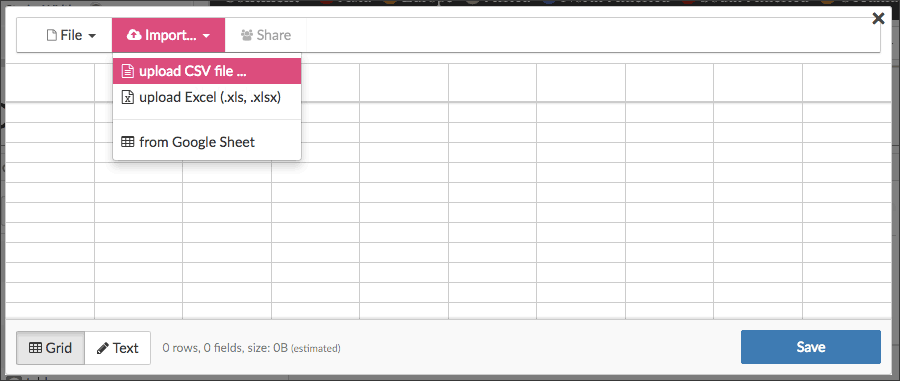 File Import... Share
upload CSV file ...
upload Excel (.xls, .xlsx)
from Google Sheet
Grid Text 0 rows, 0 fields, size: 0B (estimated) Save